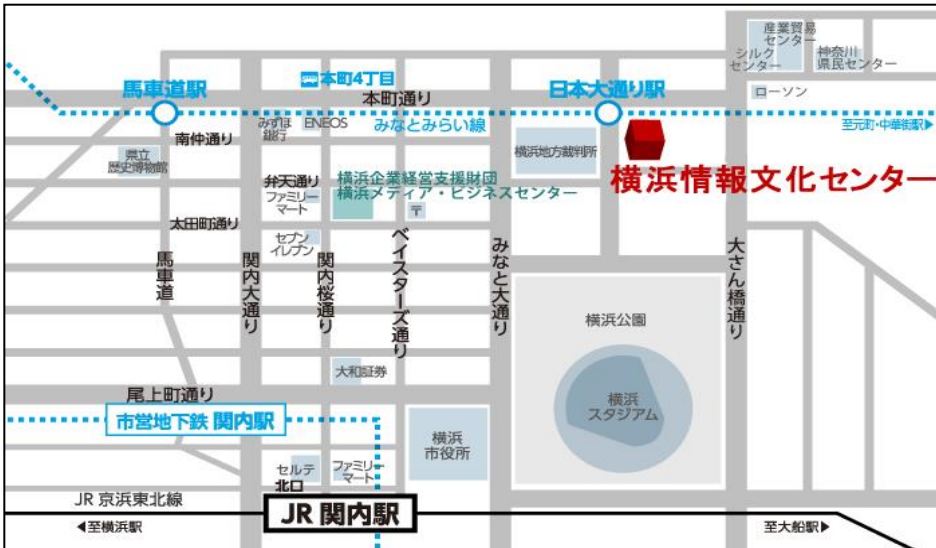 産業貿易
センター
シルク
センター
神奈川
県民センター
馬車道駅
本町4丁目
本町通り
日本大通り駅
ローソン
みずほ
銀行
ENEOS
みなとみらい線
至元町・中華街駅▶
南仲通り
県立
歴史博物館
横浜地方裁判所
横浜情報文化センター
弁天通り
ファミリー
マート
横浜企業経営支援財団
横浜メディア・ビジネスセンター
〒
太田町通り
セブン
イレブン
馬車道
関内大通り
関内桜通り
ベイスターズ通り
みなと大通り
大さん橋通り
横浜公園
大和証券
尾上町通り
横浜
スタジアム
市営地下鉄 関内駅
横浜
市役所
セルテ
北口
ファミリー
マート
JR 京浜東北線
JR 関内駅
◀至横浜駅
至大船駅▶